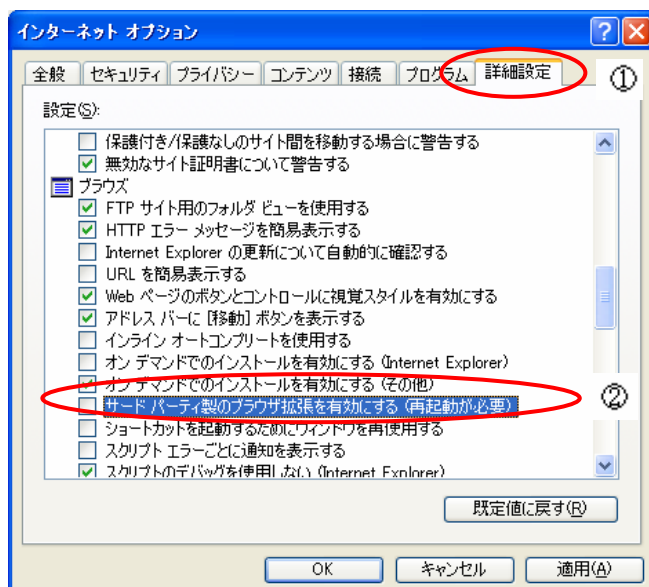 インターネット オプション
全般 セキュリティ プライバシー コンテンツ 接続 プログラム 詳細設定
①
設定(S):
保護付き/保護なしのサイト間を移動する場合に警告する
無効なサイト証明書について警告する
ブラウズ
FTP サイト用のフォルダ ビューを使用する
HTTP エラー メッセージを簡易表示する
Internet Explorer の更新について自動的に確認する
URL を簡易表示する
Web ページのボタンとコントロールに視覚スタイルを有効にする
アドレス バーに [移動] ボタンを表示する
インライン オートコンプリートを使用する
オン デマンドでのインストールを有効にする (Internet Explorer)
オン デマンドでのインストールを有効にする (その他)
サード パーティ製のブラウザ拡張を有効にする (再起動が必要)
②
ショートカットを起動するためにウィンドウを再使用する
スクリプト エラーごとに通知を表示する
スクリプトのデバッグを使用しない (Internet Explorer)
既定値に戻す(R)
OK キャンセル 適用(A)